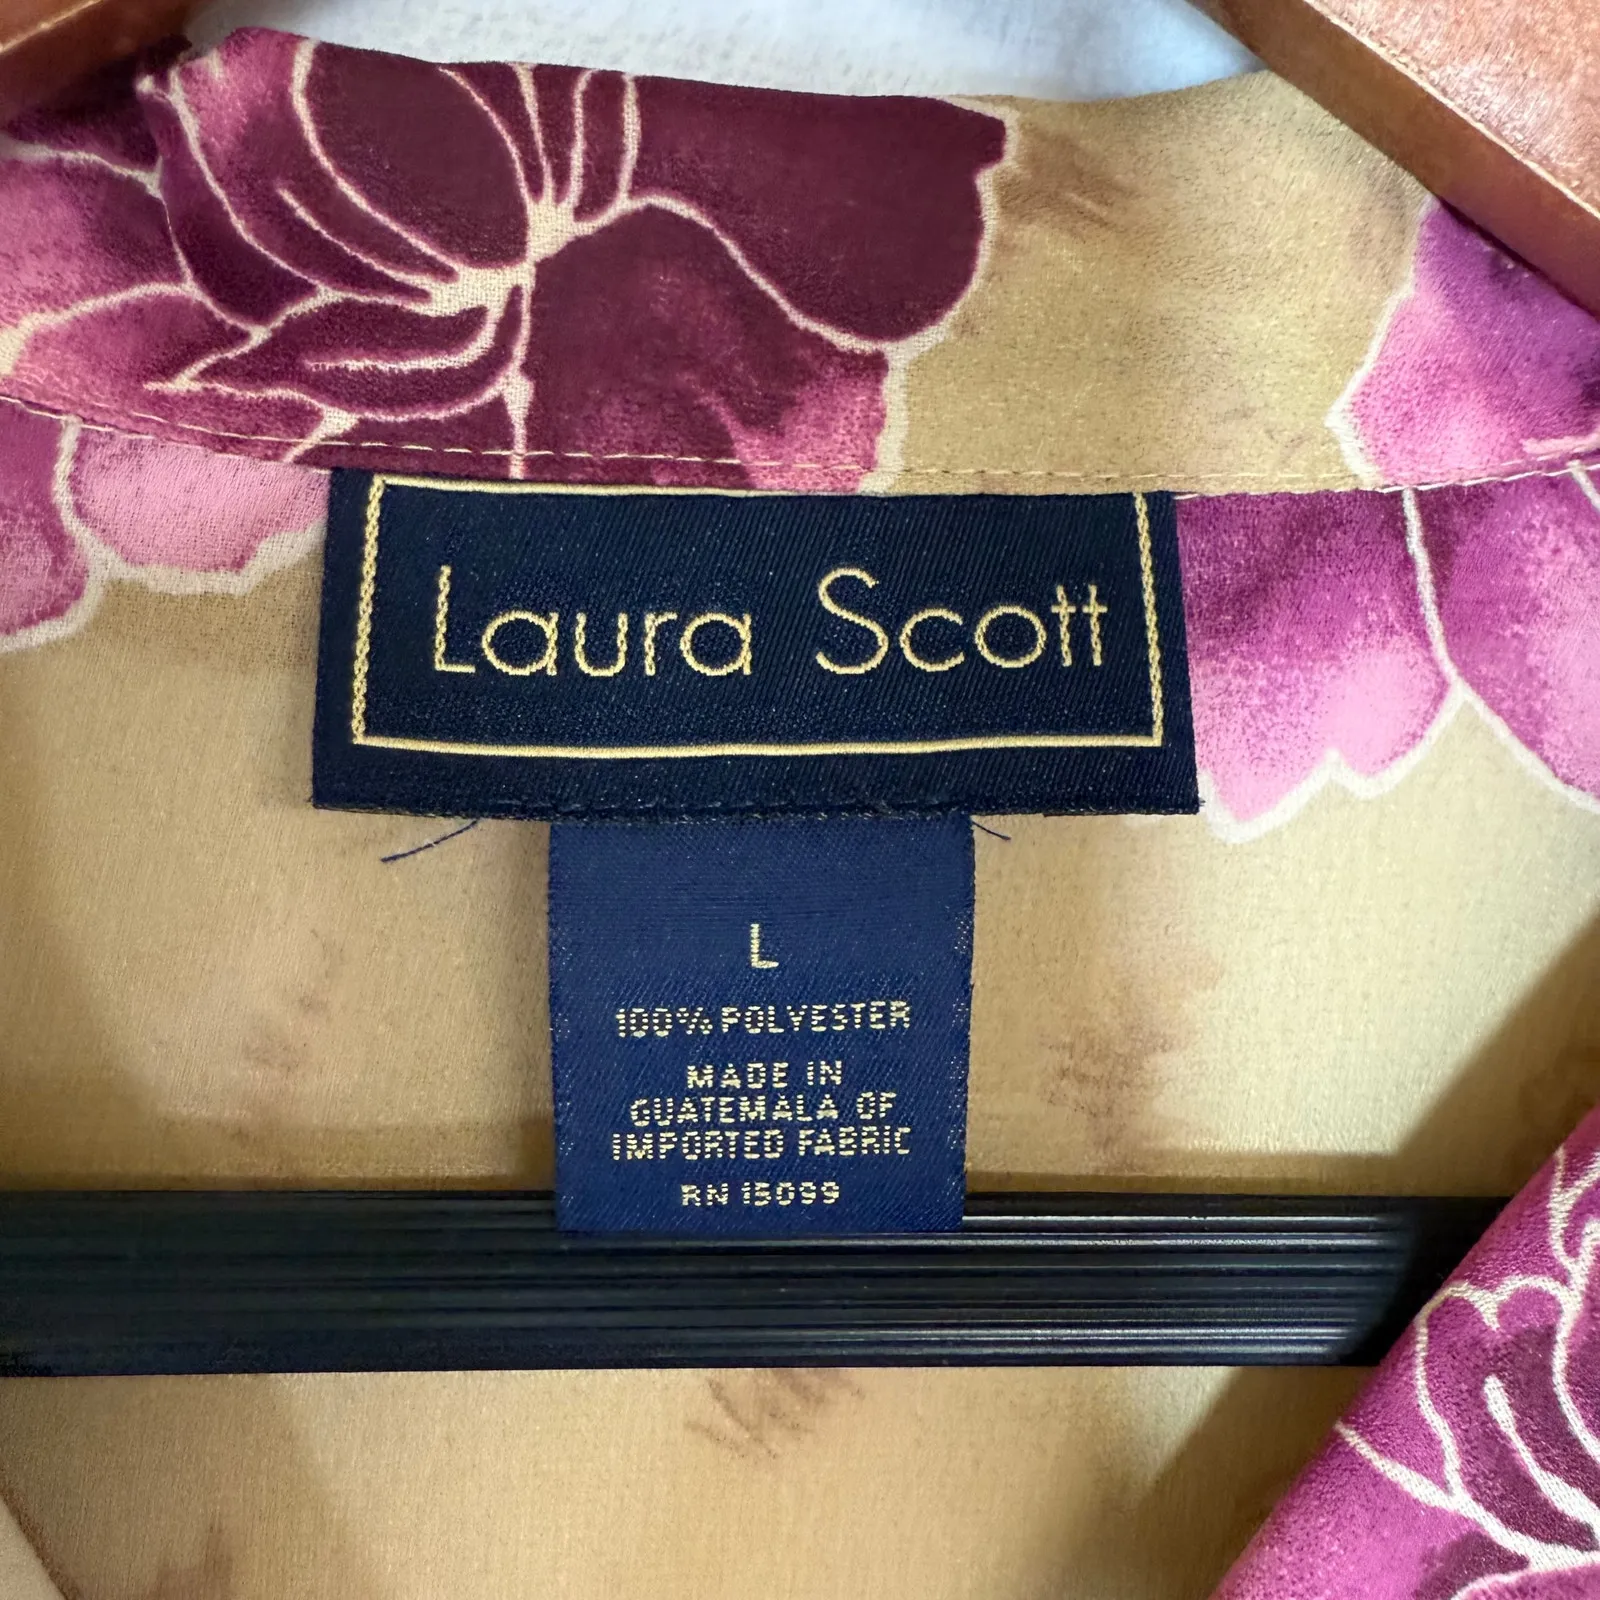 Laura Scott
L
100% POLYESTER
MADE IN
GUATEMALA OF
IMPORTED FABRIC
RN 15099